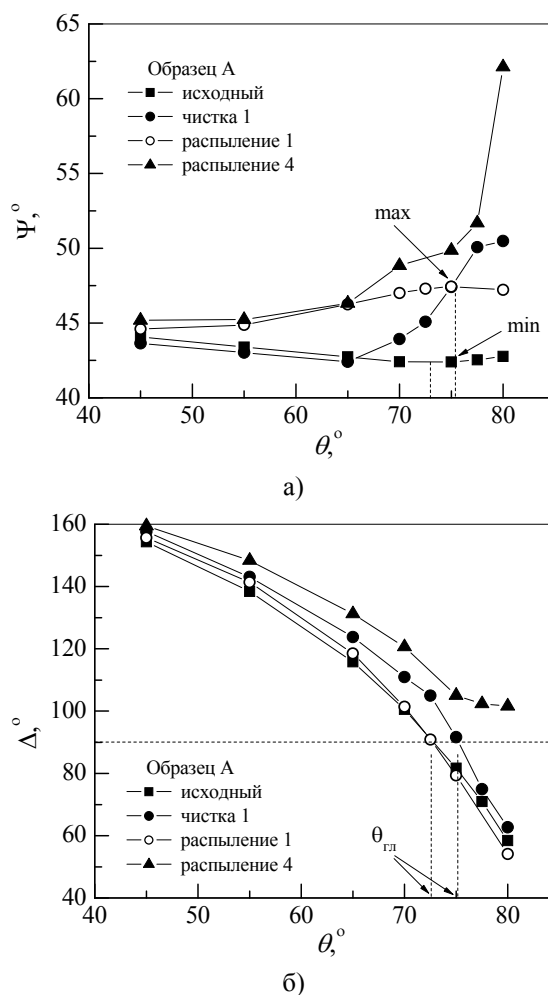 65
60
55
50
45
40
Ψ,°
Образец А
исходный
чистка 1
распыление 1
распыление 4
max
min
40 50 60 70 80
θ,°
а)
160
140
120
100
80
60
40
Δ,°
Образец А
исходный
чистка 1
распыление 1
распыление 4
θгл
40 50 60 70 80
θ,°
б)